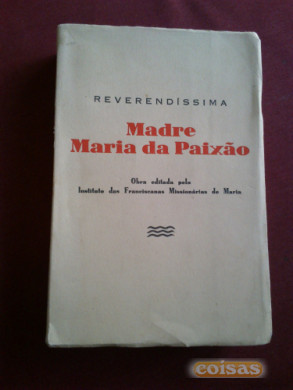 REVERENDÍSSIMA
Madre
Maria da Paixão
Obra editada pelo
Instituto das Franciscanas Missionárias de Maria
coisas